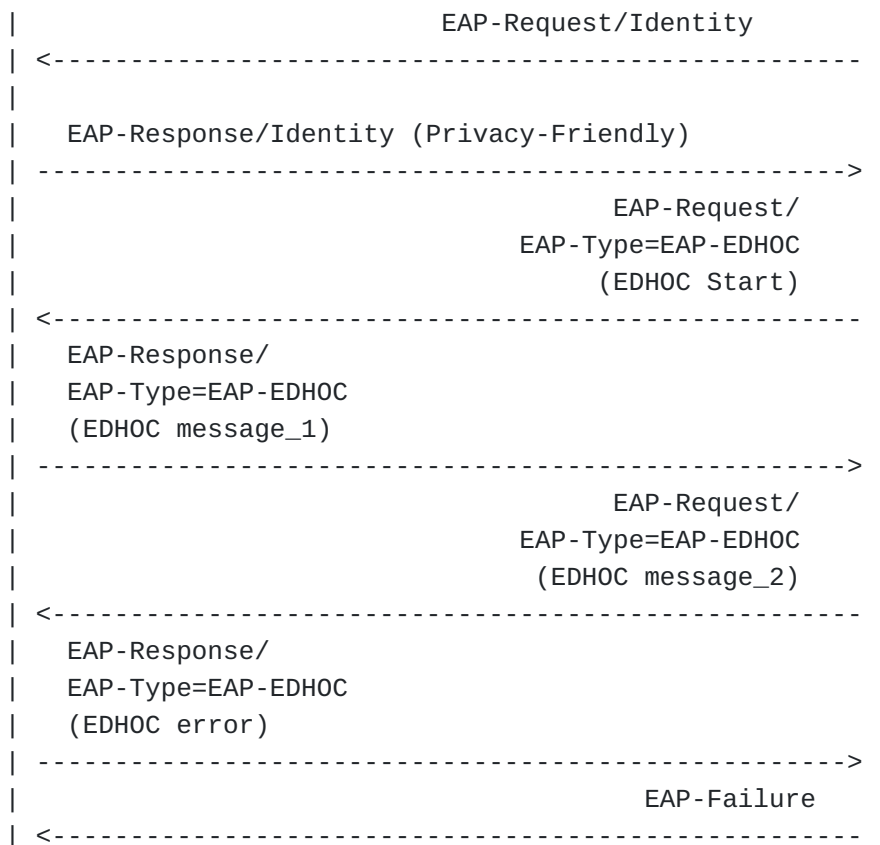 |                           EAP-Request/Identity
| <----------------------------------------------------
|
|   EAP-Response/Identity (Privacy-Friendly)
| ---------------------------------------------------->
|                                      EAP-Request/
|                                EAP-Type=EAP-EDHOC
|                                     (EDHOC Start)
| <----------------------------------------------------
|   EAP-Response/
|   EAP-Type=EAP-EDHOC
|   (EDHOC message_1)
| ---------------------------------------------------->
|                                      EAP-Request/
|                                EAP-Type=EAP-EDHOC
|                                 (EDHOC message_2)
| <----------------------------------------------------
|   EAP-Response/
|   EAP-Type=EAP-EDHOC
|   (EDHOC error)
| ---------------------------------------------------->
|                                        EAP-Failure
| <----------------------------------------------------